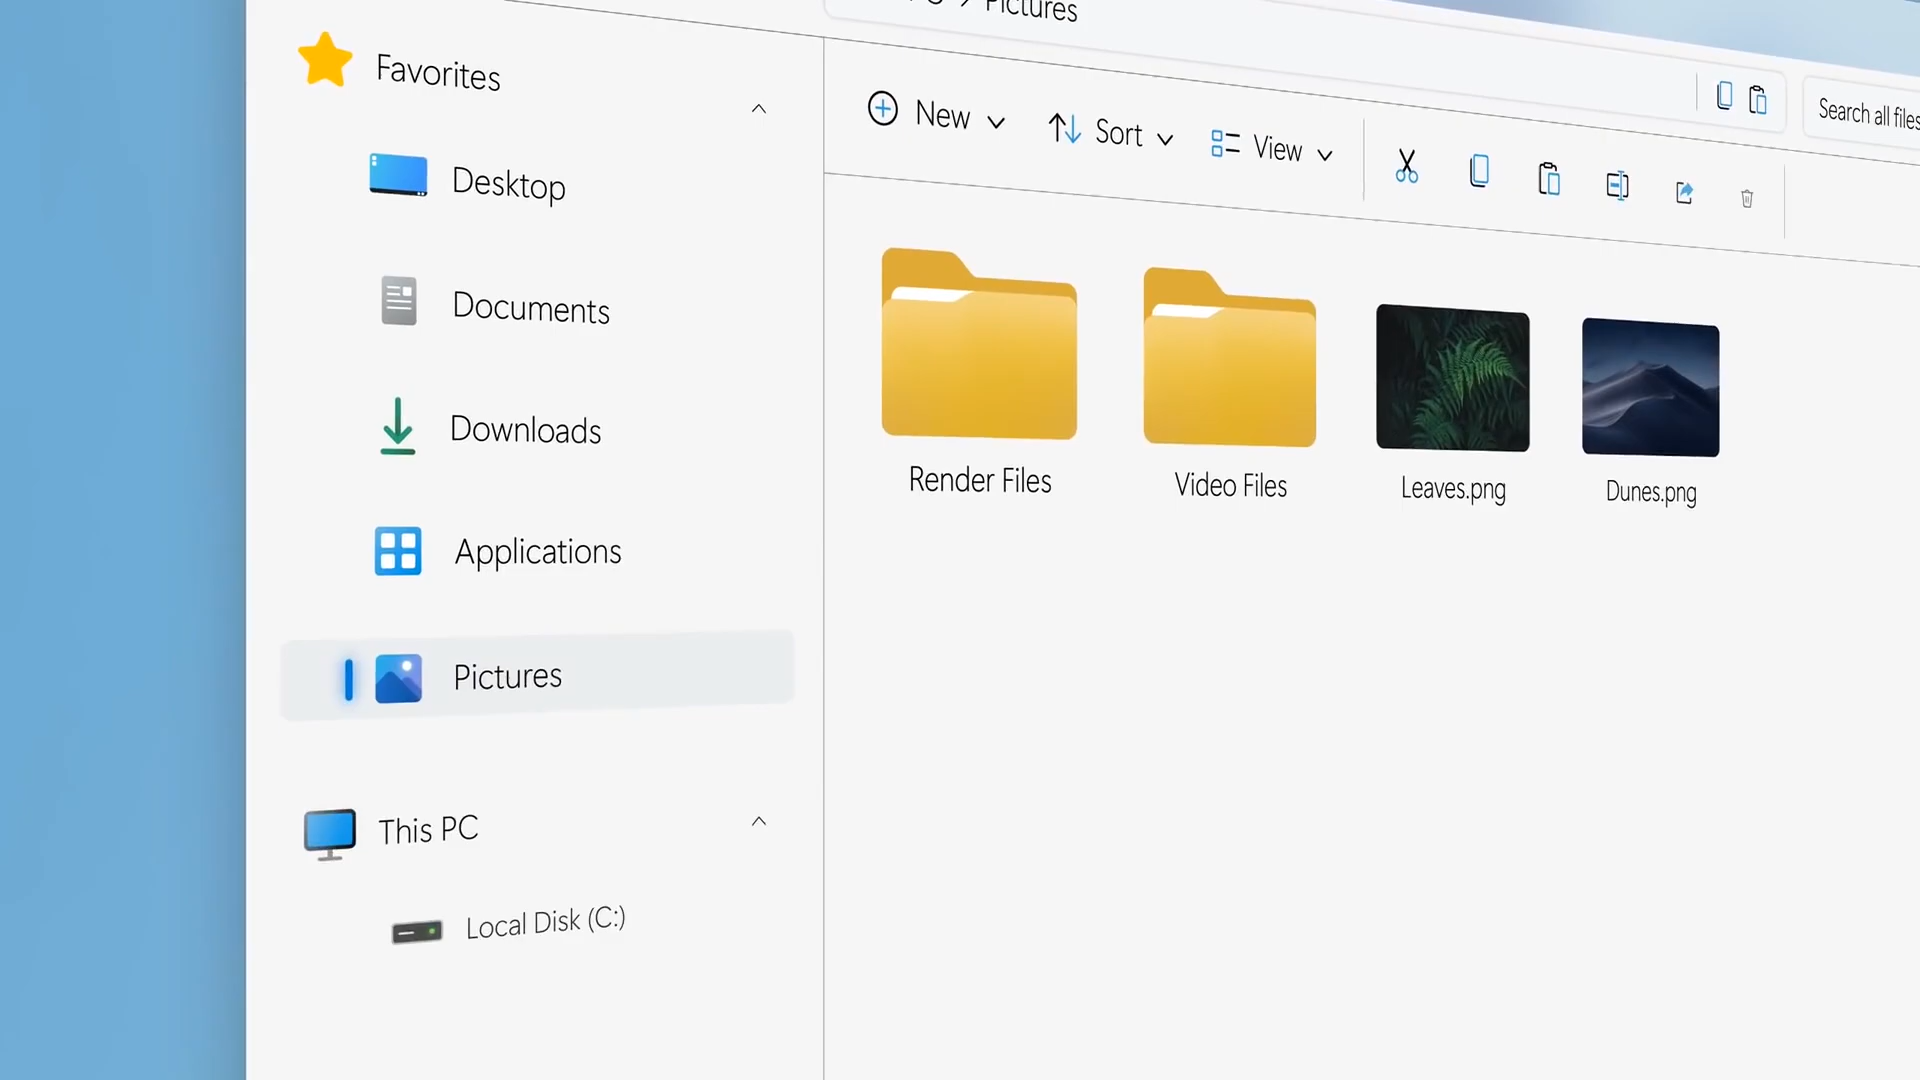 Pictures
Search all files
Favorites
Desktop
Documents
Downloads
Applications
Pictures
This PC
Local Disk (C:)
New
Sort
View
Render Files
Video Files
Leaves.png
Dunes.png